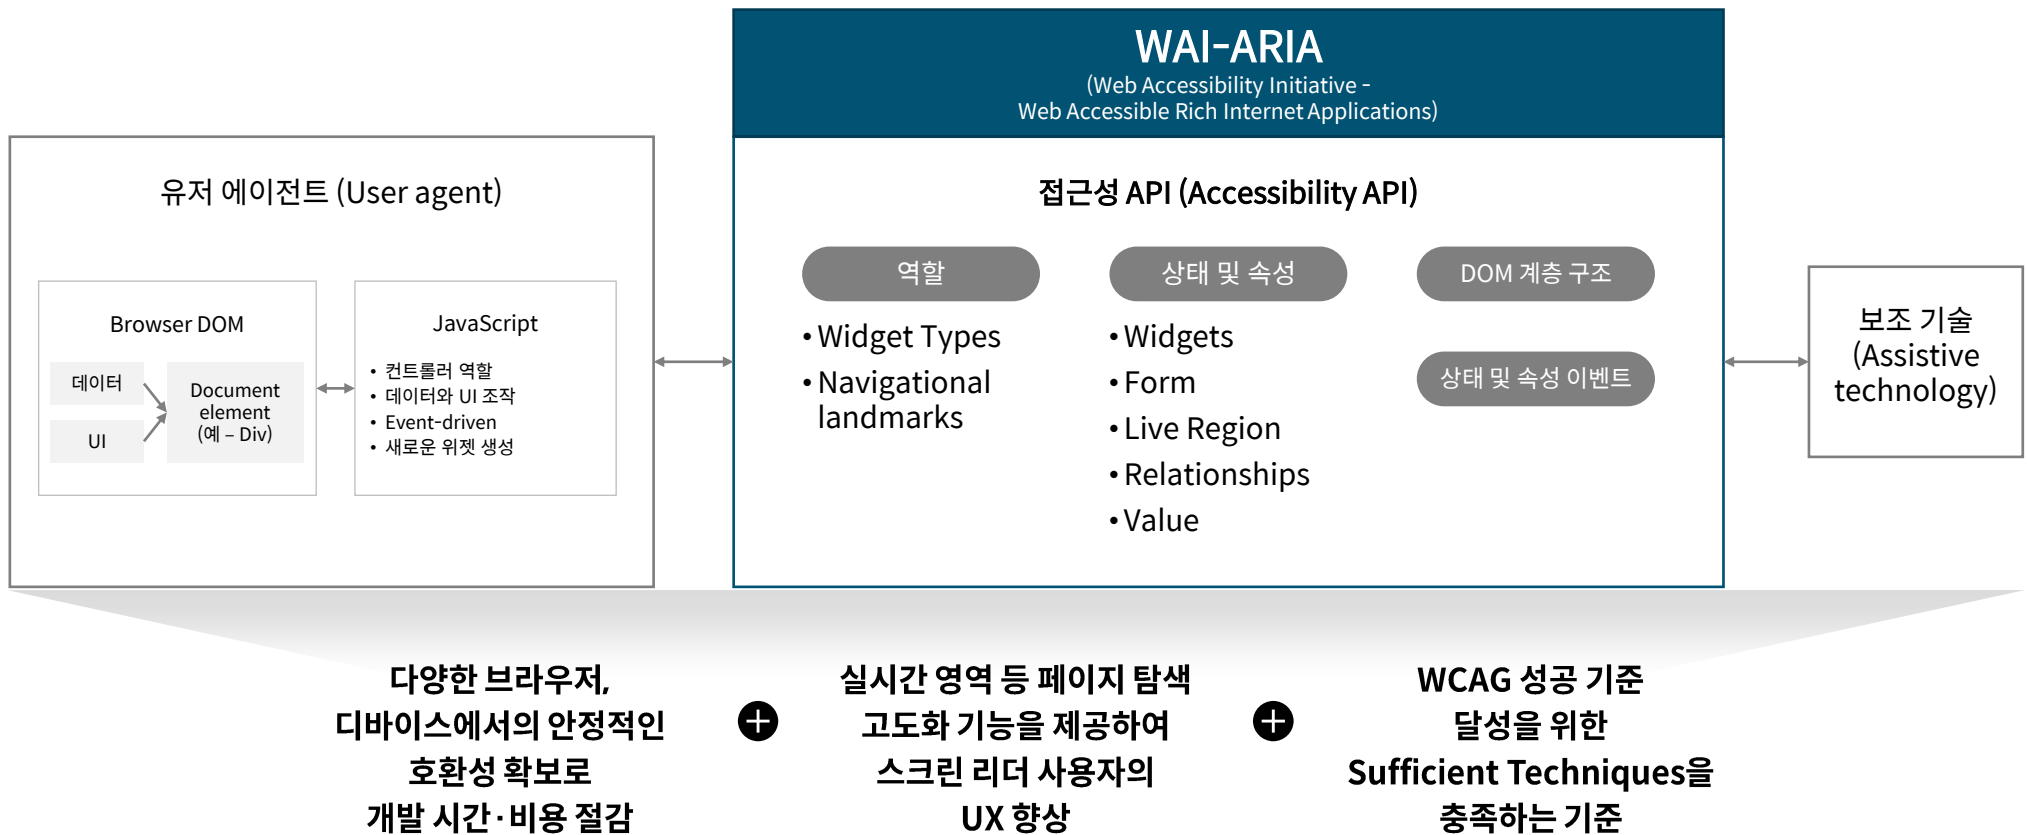 WAI-ARIA
(Web Accessibility Initiative -
Web Accessible Rich Internet Applications)
유저 에이전트 (User agent)
Browser DOM
데이터
UI
Document
element
(예 – Div)
JavaScript
• 컨트롤러 역할
• 데이터와 UI 조작
• Event-driven
• 새로운 위젯 생성
접근성 API (Accessibility API)
역할
• Widget Types
• Navigational
landmarks
상태 및 속성
• Widgets
• Form
• Live Region
• Relationships
• Value
DOM 계층 구조
상태 및 속성 이벤트
보조 기술
(Assistive
technology)
다양한 브라우저,
디바이스에서의 안정적인
호환성 확보로
개발 시간·비용 절감
+
실시간 영역 등 페이지 탐색
고도화 기능을 제공하여
스크린 리더 사용자의
UX 향상
+
WCAG 성공 기준
달성을 위한
Sufficient Techniques을
충족하는 기준